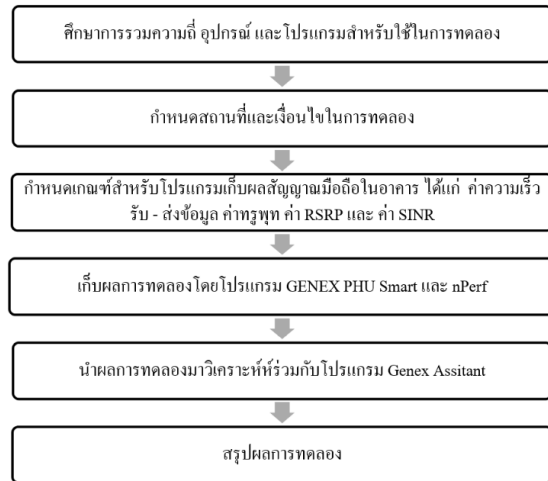 ศึกษาการรวมความถี่ อุปกรณ์ และโปรแกรมสำหรับใช้ในการทดลอง
กำหนดสถานที่และเงื่อนไขในการทดลอง
กำหนดเกณฑ์สำหรับโปรแกรมเก็บผลสัญญาณมือถือในอาคาร ได้แก่ ค่าความเร็ว
รับ - ส่งข้อมูล ค่าทรูพุท ค่า RSRP และ ค่า SINR
เก็บผลการทดลองโดยโปรแกรม GENEX PHU Smart และ nPerf
นำผลการทดลองมาวิเคราะห์ห์ร่วมกับโปรแกรม Genex Assitant
สรุปผลการทดลอง